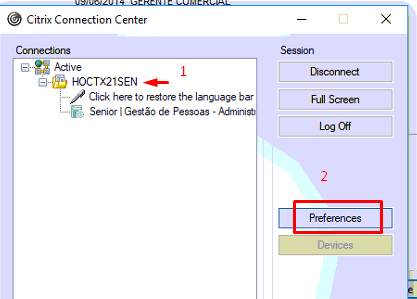 09/06/2014 GERENTE COMERCIAL
Citrix Connection Center
Connections
Session
Active
HOCTX21SEN
1
Click here to restore the language bar
Senior | Gestão de Pessoas - Administ
Disconnect
Full Screen
Log Off
2
Preferences
Devices